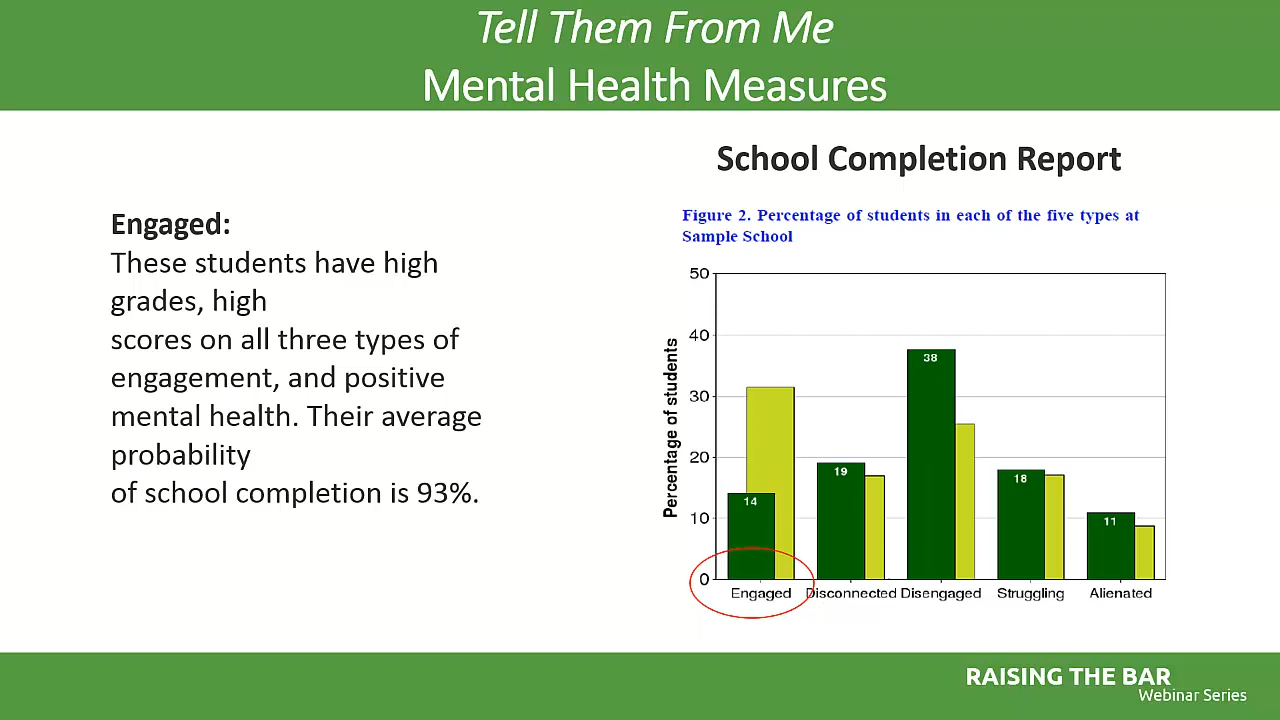 Tell Them From Me
Mental Health Measures
Engaged:
These students have high
grades, high
scores on all three types of
engagement, and positive
mental health. Their average
probability
of school completion is 93%.
School Completion Report
Figure 2. Percentage of students in each of the five types at
Sample School
Percentage of students
50
40
30
20
10
0
14
19
38
18
11
Engaged Disconnected Disengaged Struggling Alienated
RAISING THE BAR
Webinar Series